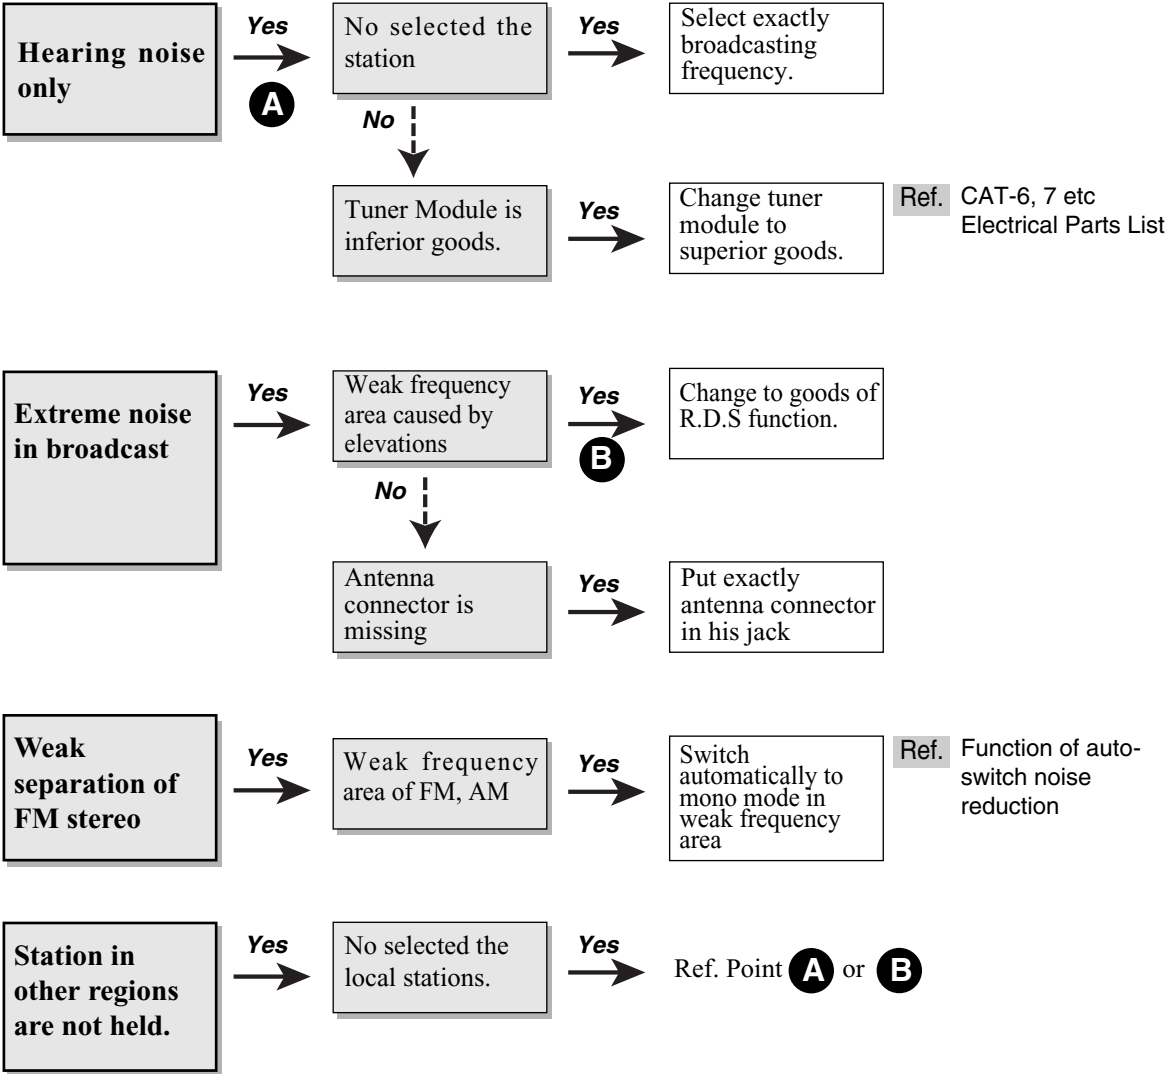 Hearing noise
only
Yes
A
No selected the
station
Yes
Select exactly
broadcasting
frequency.
No
Tuner Module is
inferior goods.
Yes
Change tuner
module to
superior goods.
Ref. CAT-6, 7 etc
Electrical Parts List
Extreme noise
in broadcast
Yes
Weak frequency
area caused by
elevations
Yes
B
Change to goods of
R.D.S function.
No
Antenna
connector is
missing
Yes
Put exactly
antenna connector
in his jack
Weak
separation of
FM stereo
Yes
Weak frequency
area of FM, AM
Yes
Switch
automatically to
mono mode in
weak frequency
area
Ref. Function of auto-
switch noise
reduction
Station in
other regions
are not held.
Yes
No selected the
local stations.
Yes
Ref. Point A or B